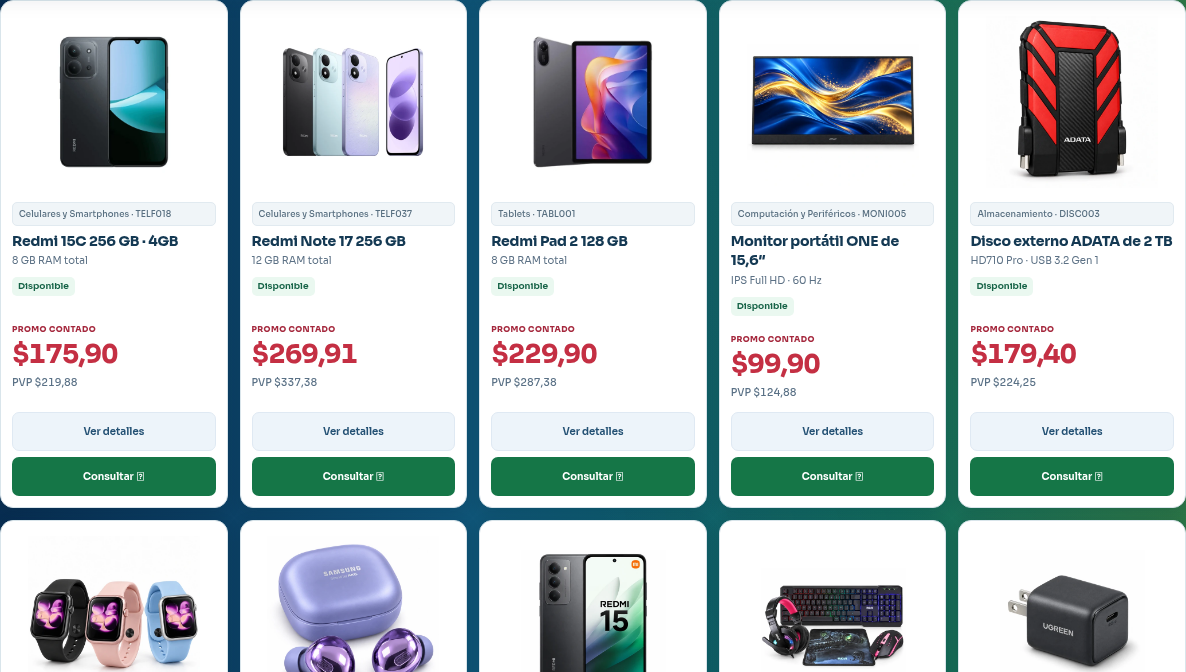 ADATA
Celulares y Smartphones · TELF018
Redmi 15C 256 GB · 4GB
8 GB RAM total
Disponible
PROMO CONTADO
$175,90
PVP $219,88
Ver detalles
Consultar
Celulares y Smartphones · TELF037
Redmi Note 17 256 GB
12 GB RAM total
Disponible
PROMO CONTADO
$269,91
PVP $337,38
Ver detalles
Consultar
Tablets · TABL001
Redmi Pad 2 128 GB
8 GB RAM total
Disponible
PROMO CONTADO
$229,90
PVP $287,38
Ver detalles
Consultar
Computación y Periféricos · MONI005
Monitor portátil ONE de
15,6”
IPS Full HD · 60 Hz
Disponible
PROMO CONTADO
$99,90
PVP $124,88
Ver detalles
Consultar
Almacenamiento · DISC003
Disco externo ADATA de 2 TB
HD710 Pro · USB 3.2 Gen 1
Disponible
PROMO CONTADO
$179,40
PVP $224,25
Ver detalles
Consultar
SAMSUNG
REDMI
15
UGREEN